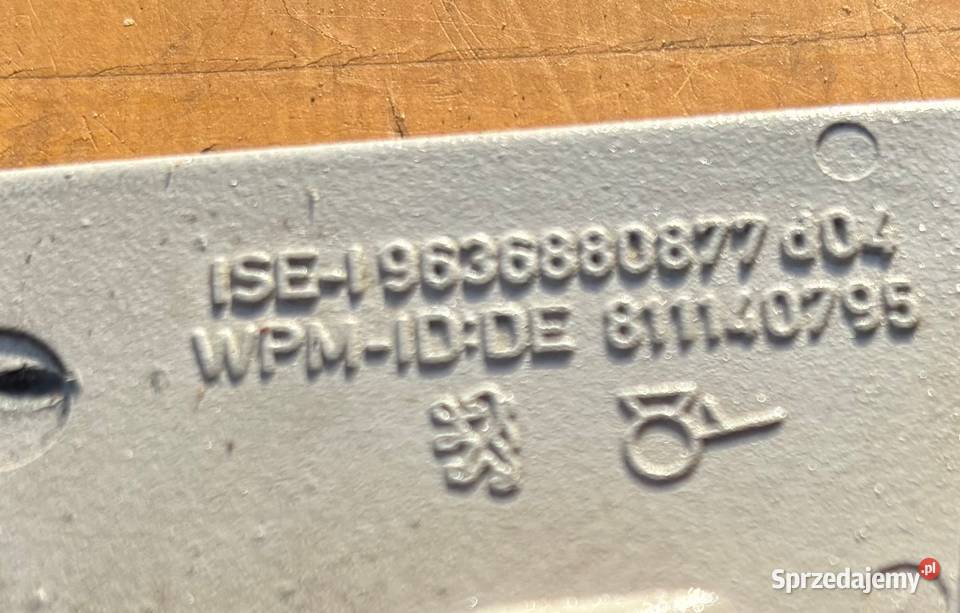 ISE-I 9636880877 d04
WPM-ID:DE 811140795
Sprzedajemy.pl